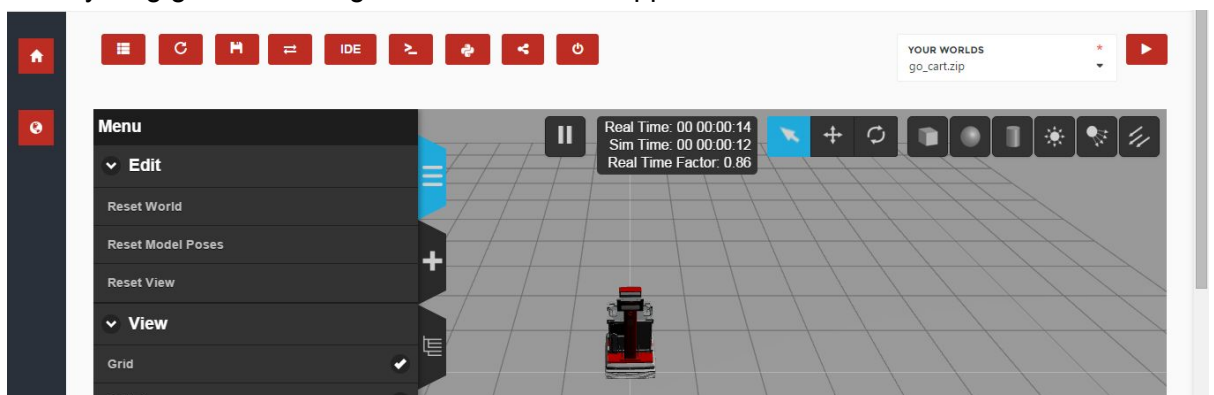 IDE
YOUR WORLDS *
go_cart.zip
Menu
Edit
Reset World
Reset Model Poses
Reset View
View
Grid
Real Time: 00 00:00:14
Sim Time: 00 00:00:12
Real Time Factor: 0.86